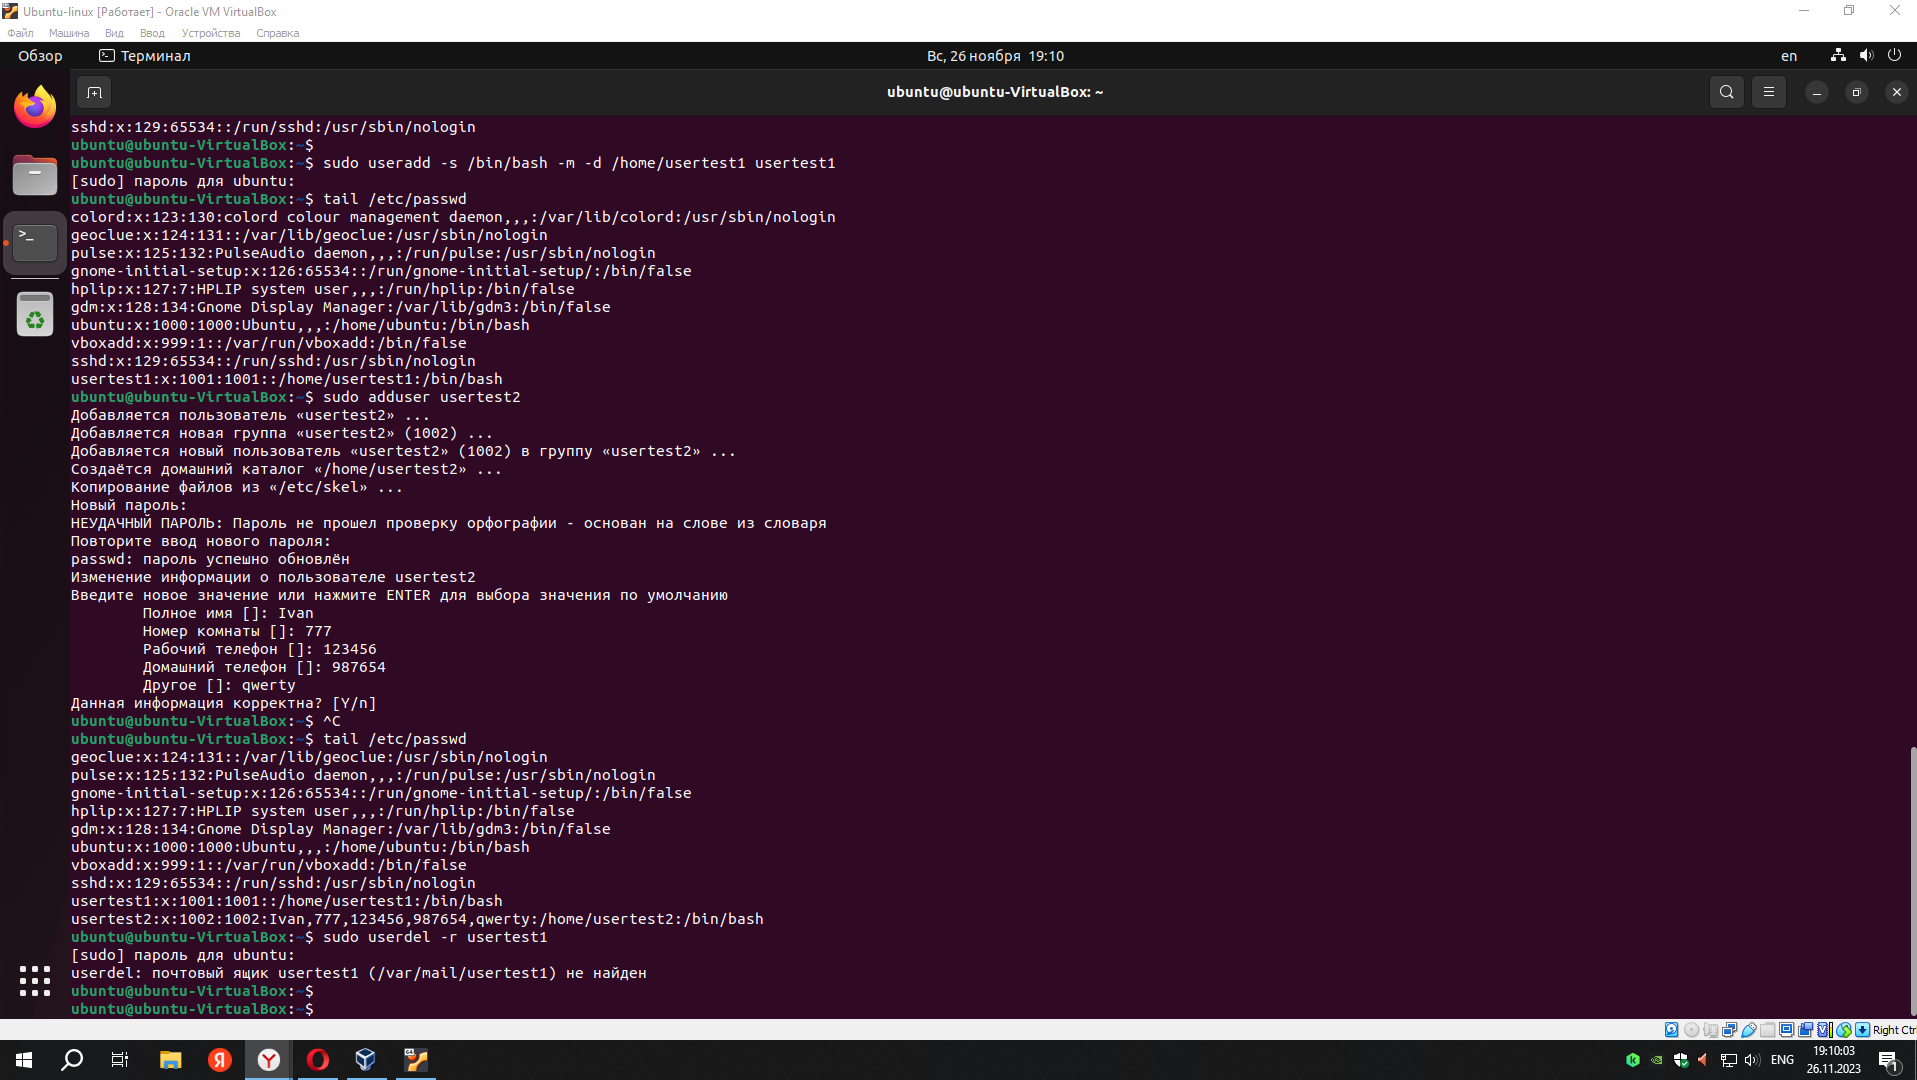 Ubuntu-linux [Работает] - Oracle VM VirtualBox
Файл Машина Вид Ввод Устройства Справка
Обзор Терминал Вс, 26 ноября 19:10 en
ubuntu@ubuntu-VirtualBox: ~
sshd:x:129:65534::/run/sshd:/usr/sbin/nologin
ubuntu@ubuntu-VirtualBox:~$
ubuntu@ubuntu-VirtualBox:~$ sudo useradd -s /bin/bash -m -d /home/usertest1 usertest1
[sudo] пароль для ubuntu:
ubuntu@ubuntu-VirtualBox:~$ tail /etc/passwd
colord:x:123:130:colord colour management daemon,,,:/var/lib/colord:/usr/sbin/nologin
geoclue:x:124:131::/var/lib/geoclue:/usr/sbin/nologin
pulse:x:125:132:PulseAudio daemon,,,:/run/pulse:/usr/sbin/nologin
gnome-initial-setup:x:126:65534::/run/gnome-initial-setup/:/bin/false
hplip:x:127:7:HPLIP system user,,,:/run/hplip:/bin/false
gdm:x:128:134:Gnome Display Manager:/var/lib/gdm3:/bin/false
ubuntu:x:1000:1000:Ubuntu,,,:/home/ubuntu:/bin/bash
vboxadd:x:999:1::/var/run/vboxadd:/bin/false
sshd:x:129:65534::/run/sshd:/usr/sbin/nologin
usertest1:x:1001:1001::/home/usertest1:/bin/bash
ubuntu@ubuntu-VirtualBox:~$ sudo adduser usertest2
Добавляется пользователь «usertest2» ...
Добавляется новая группа «usertest2» (1002) ...
Добавляется новый пользователь «usertest2» (1002) в группу «usertest2» ...
Создаётся домашний каталог «/home/usertest2» ...
Копирование файлов из «/etc/skel» ...
Новый пароль:
НЕУДАЧНЫЙ ПАРОЛЬ: Пароль не прошел проверку орфографии - основан на слове из словаря
Повторите ввод нового пароля:
passwd: пароль успешно обновлён
Изменение информации о пользователе usertest2
Введите новое значение или нажмите ENTER для выбора значения по умолчанию
Полное имя []: Ivan
Номер комнаты []: 777
Рабочий телефон []: 123456
Домашний телефон []: 987654
Другое []: qwerty
Данная информация корректна? [Y/n]
ubuntu@ubuntu-VirtualBox:~$ ^C
ubuntu@ubuntu-VirtualBox:~$ tail /etc/passwd
geoclue:x:124:131::/var/lib/geoclue:/usr/sbin/nologin
pulse:x:125:132:PulseAudio daemon,,,:/run/pulse:/usr/sbin/nologin
gnome-initial-setup:x:126:65534::/run/gnome-initial-setup/:/bin/false
hplip:x:127:7:HPLIP system user,,,:/run/hplip:/bin/false
gdm:x:128:134:Gnome Display Manager:/var/lib/gdm3:/bin/false
ubuntu:x:1000:1000:Ubuntu,,,:/home/ubuntu:/bin/bash
vboxadd:x:999:1::/var/run/vboxadd:/bin/false
sshd:x:129:65534::/run/sshd:/usr/sbin/nologin
usertest1:x:1001:1001::/home/usertest1:/bin/bash
usertest2:x:1002:1002:Ivan,777,123456,987654,qwerty:/home/usertest2:/bin/bash
ubuntu@ubuntu-VirtualBox:~$ sudo userdel -r usertest1
[sudo] пароль для ubuntu:
userdel: почтовый ящик usertest1 (/var/mail/usertest1) не найден
ubuntu@ubuntu-VirtualBox:~$
ubuntu@ubuntu-VirtualBox:~$
Right Ctrl
ENG 19:10:03
26.11.2023
1